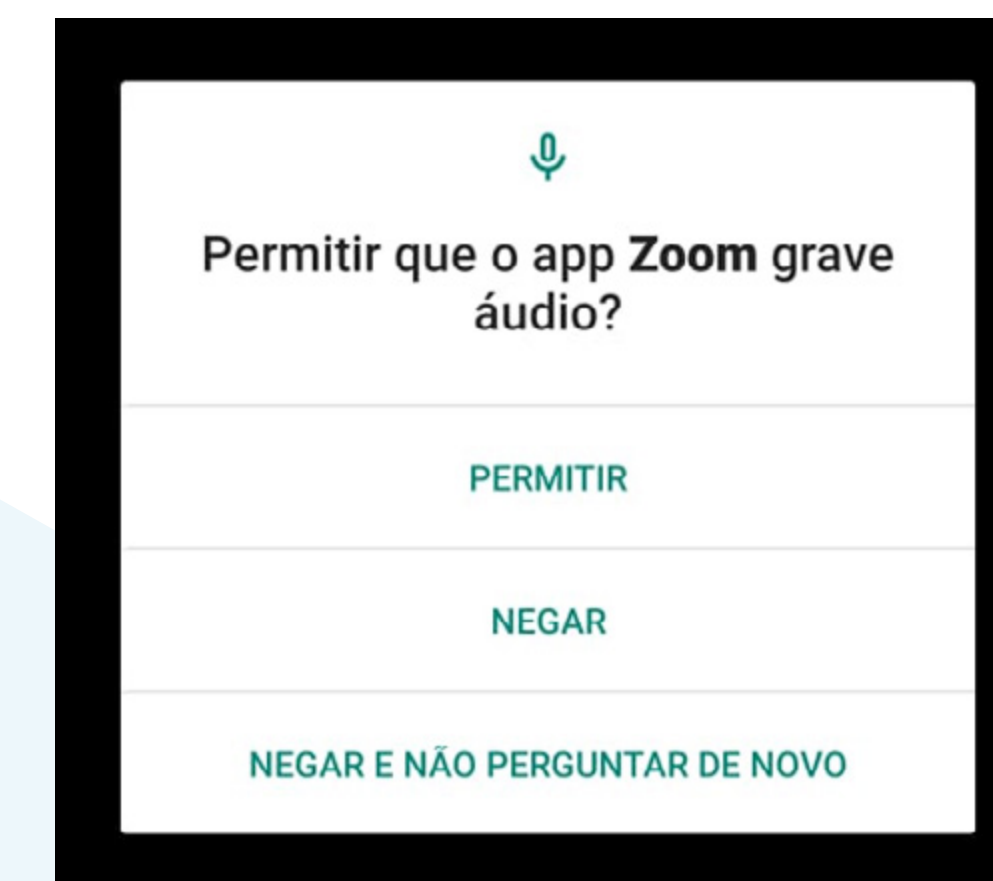 Permitir que o app Zoom grave
áudio?
PERMITIR
NEGAR
NEGAR E NÃO PERGUNTAR DE NOVO